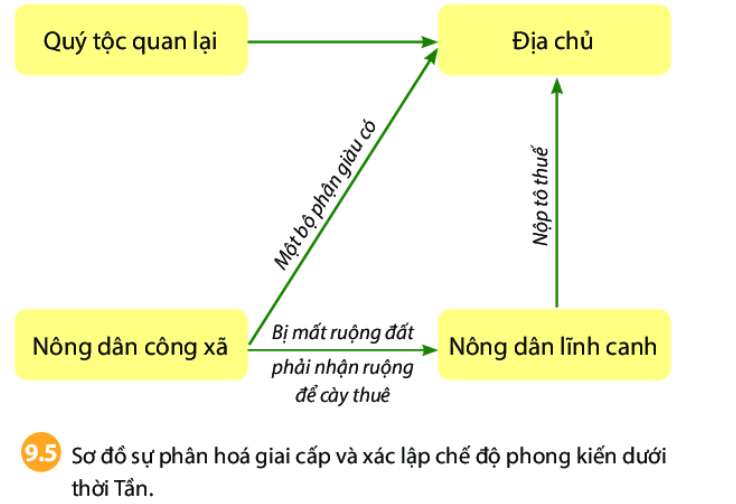 Quý tộc quan lại
Địa chủ
Một bộ phận giàu có
Nộp tô thuế
Nông dân công xã
Bị mất ruộng đất
phải nhận ruộng
để cày thuê
Nông dân lĩnh canh
9.5 Sơ đồ sự phân hoá giai cấp và xác lập chế độ phong kiến dưới
thời Tần.